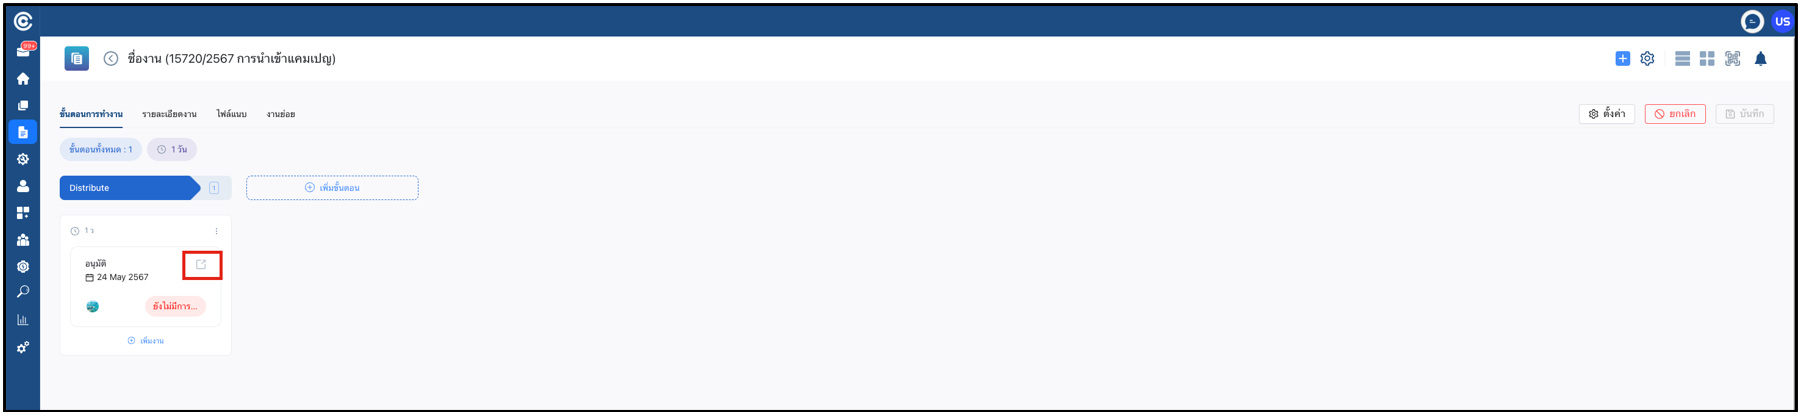 US
99+
ชื่องาน (15720/2567 การนำเข้าแคมเปญ)
ขั้นตอนการทำงาน รายละเอียดงาน ไฟล์แนบ งานย่อย
ตั้งค่า ยกเลิก บันทึก
ขั้นตอนทั้งหมด : 1 1 วัน
Distribute 1 เพิ่มขั้นตอน
1 ว
อนุมัติ
24 May 2567
ยังไม่มีการ...
เพิ่มงาน